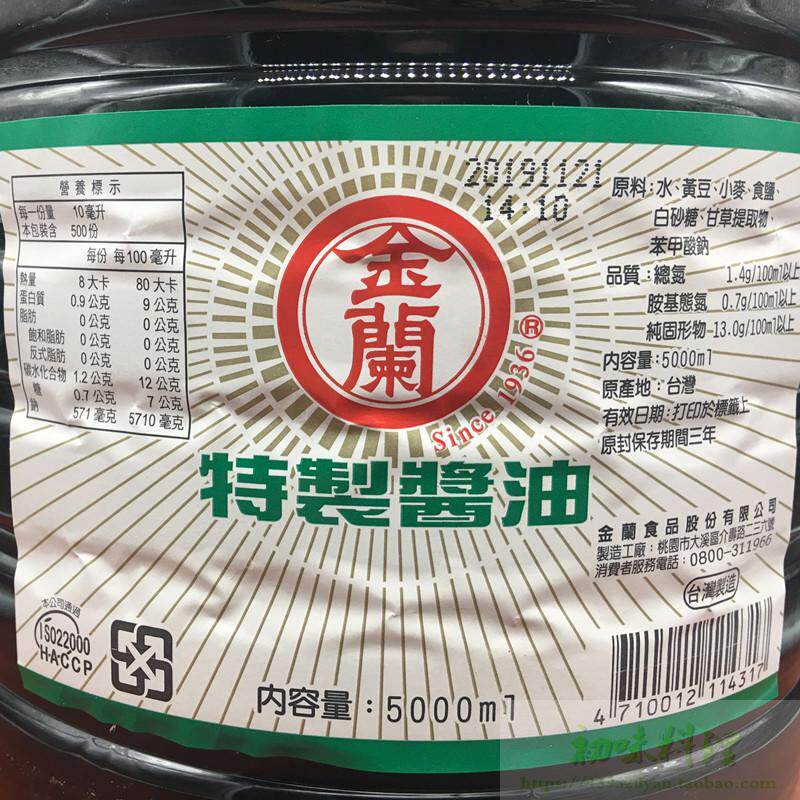 營養標示
每一份量 10毫升
本包裝含 500份
每份 每100毫升
熱量 8大卡 80大卡
蛋白質 0.9公克 9公克
脂肪 0公克 0公克
飽和脂肪 0公克 0公克
反式脂肪 0公克 0公克
碳水化合物 1.2公克 12公克
糖 0.7公克 7公克
鈉 571毫克 5710毫克
20191121
14:10
金蘭
®
Since 1936
特製醬油
原料:水、黃豆、小麥、食鹽、
白砂糖、甘草提取物、
苯甲酸鈉
品質:總氮 1.4g/100ml以上
胺基態氮 0.7g/100ml以上
純固形物-13.0g/100ml以上
內容量:5000ml
原產地:台灣
有效日期:打印於標籤上
原封保存期間三年
金蘭食品股份有限公司
製造工廠:桃園市大溪區介壽路二三六號
消費者服務電話:0800-311966
台灣製造
本公司通過
ISO22000
HACCP
內容量:5000ml
4 710012 114317
初味料理